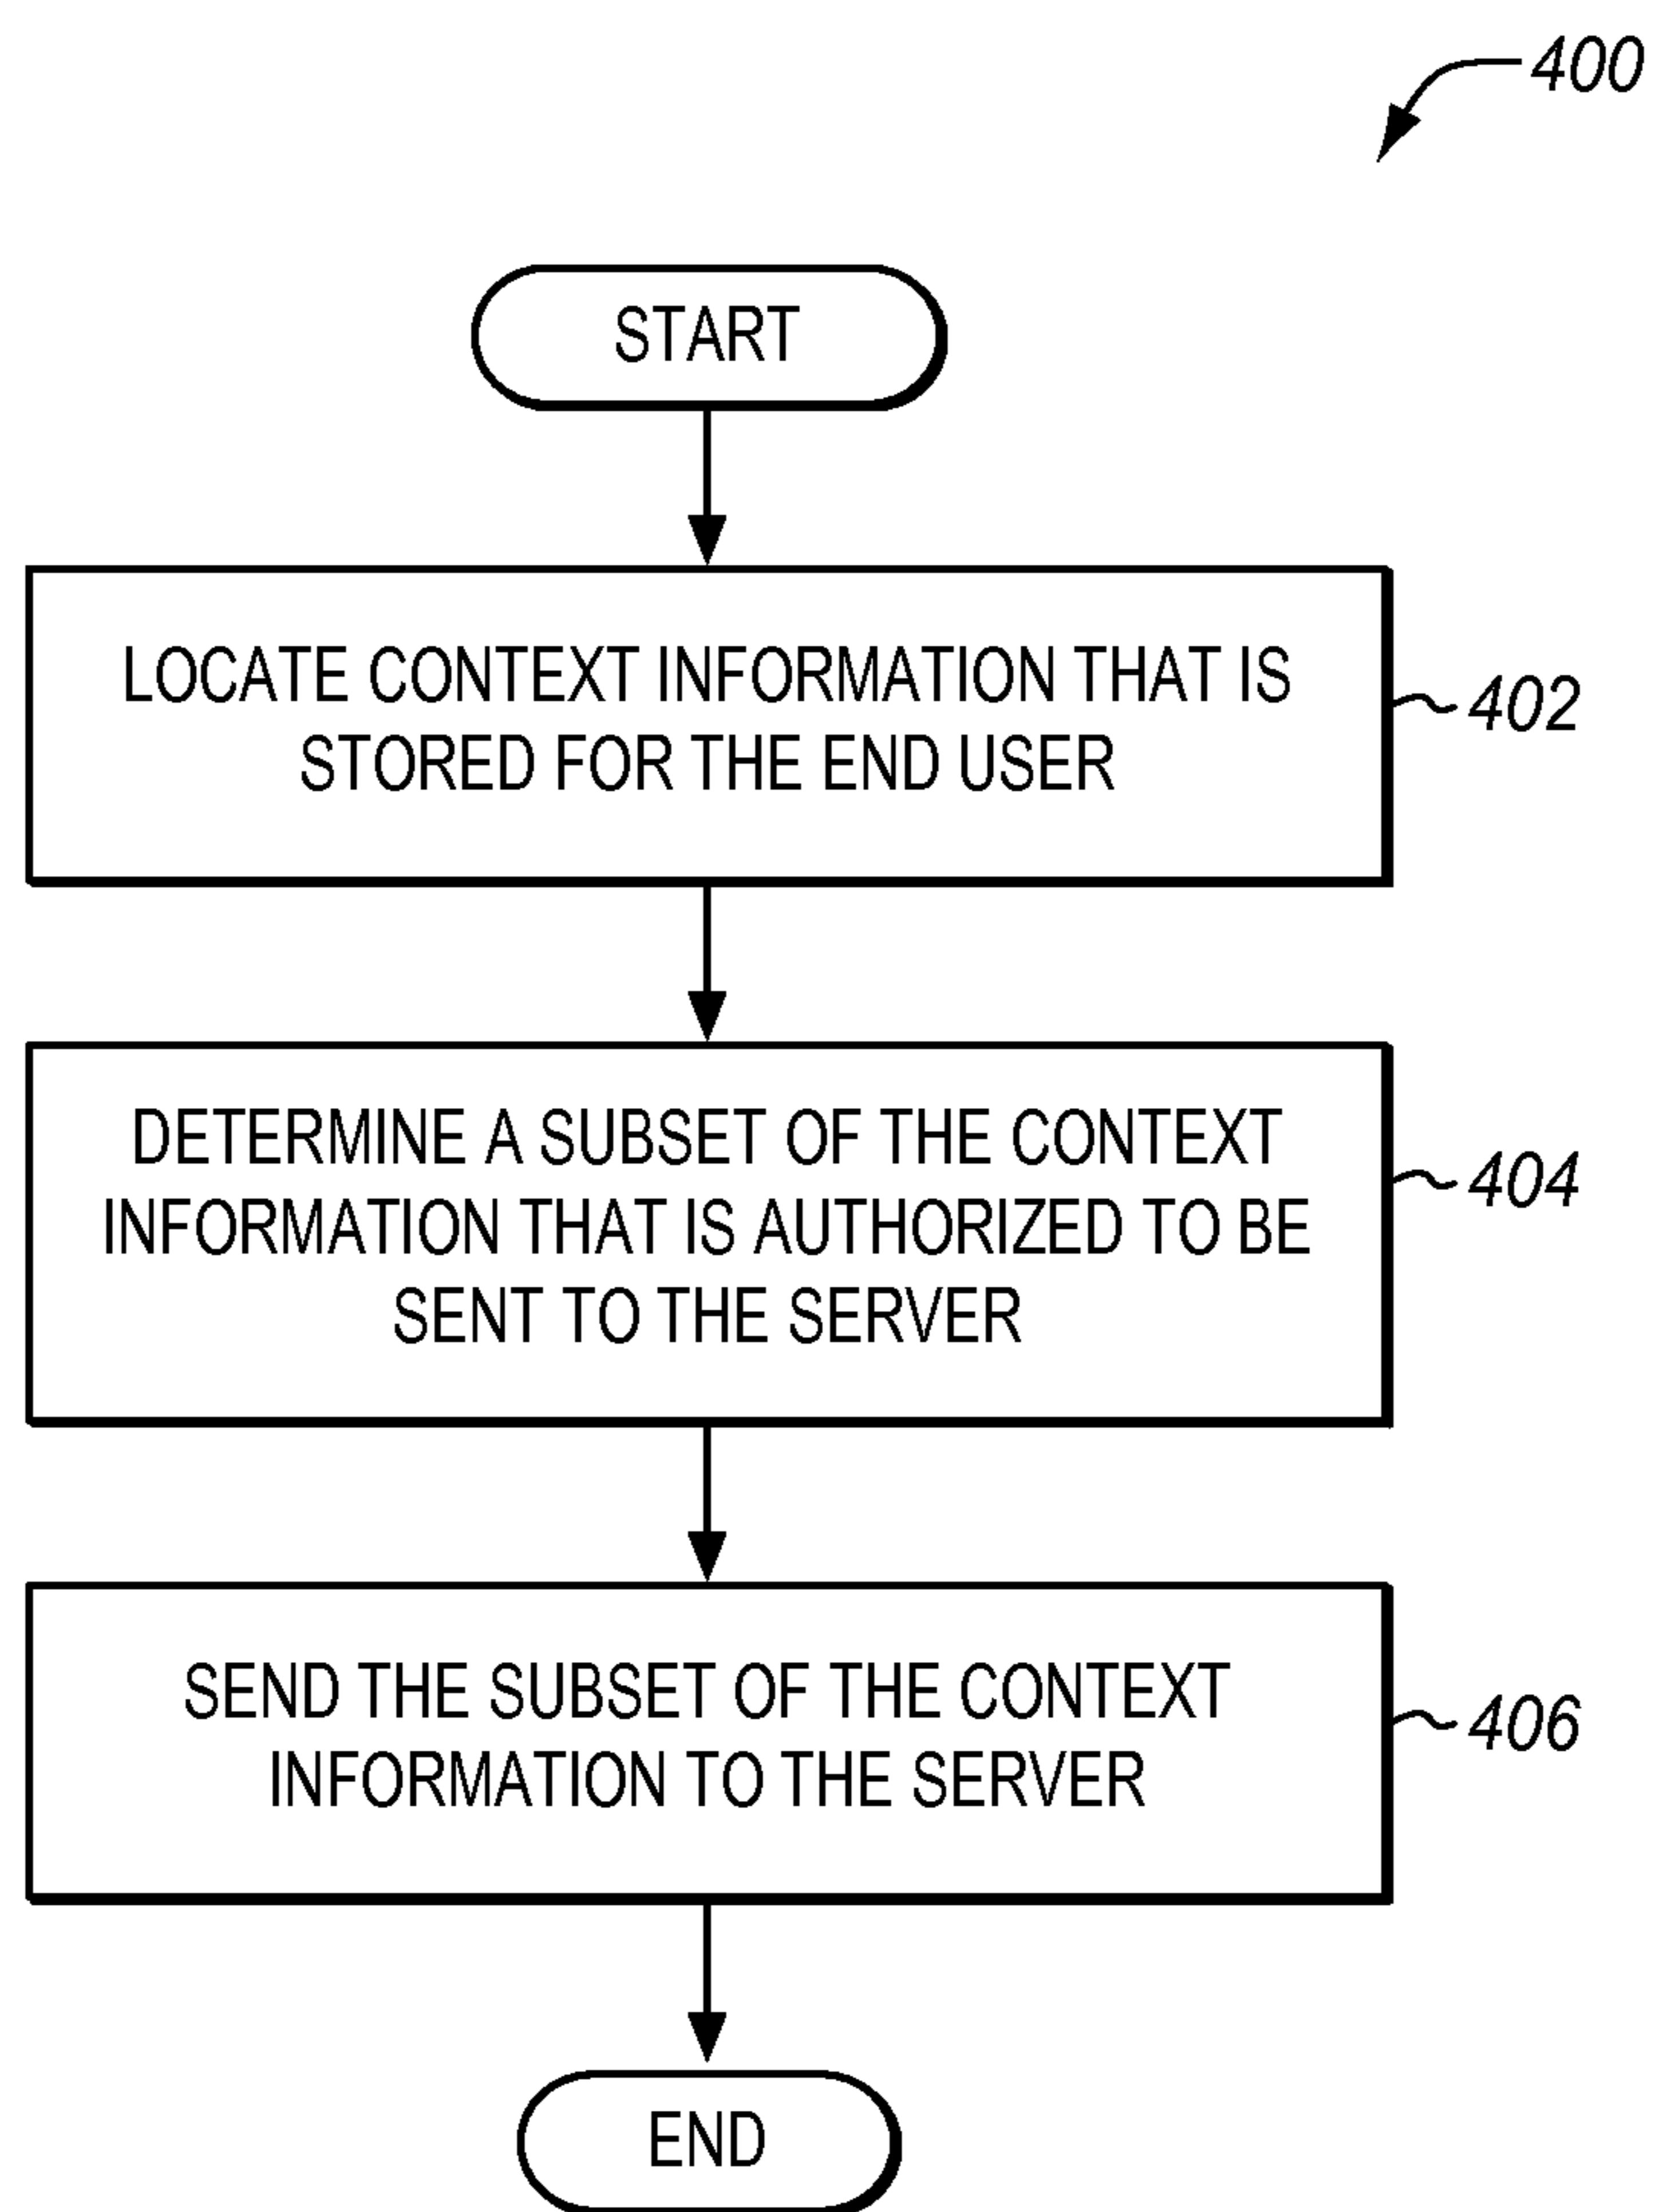 400
START
LOCATE CONTEXT INFORMATION THAT IS
STORED FOR THE END USER
402
DETERMINE A SUBSET OF THE CONTEXT
INFORMATION THAT IS AUTHORIZED TO BE
SENT TO THE SERVER
404
SEND THE SUBSET OF THE CONTEXT
INFORMATION TO THE SERVER
406
END